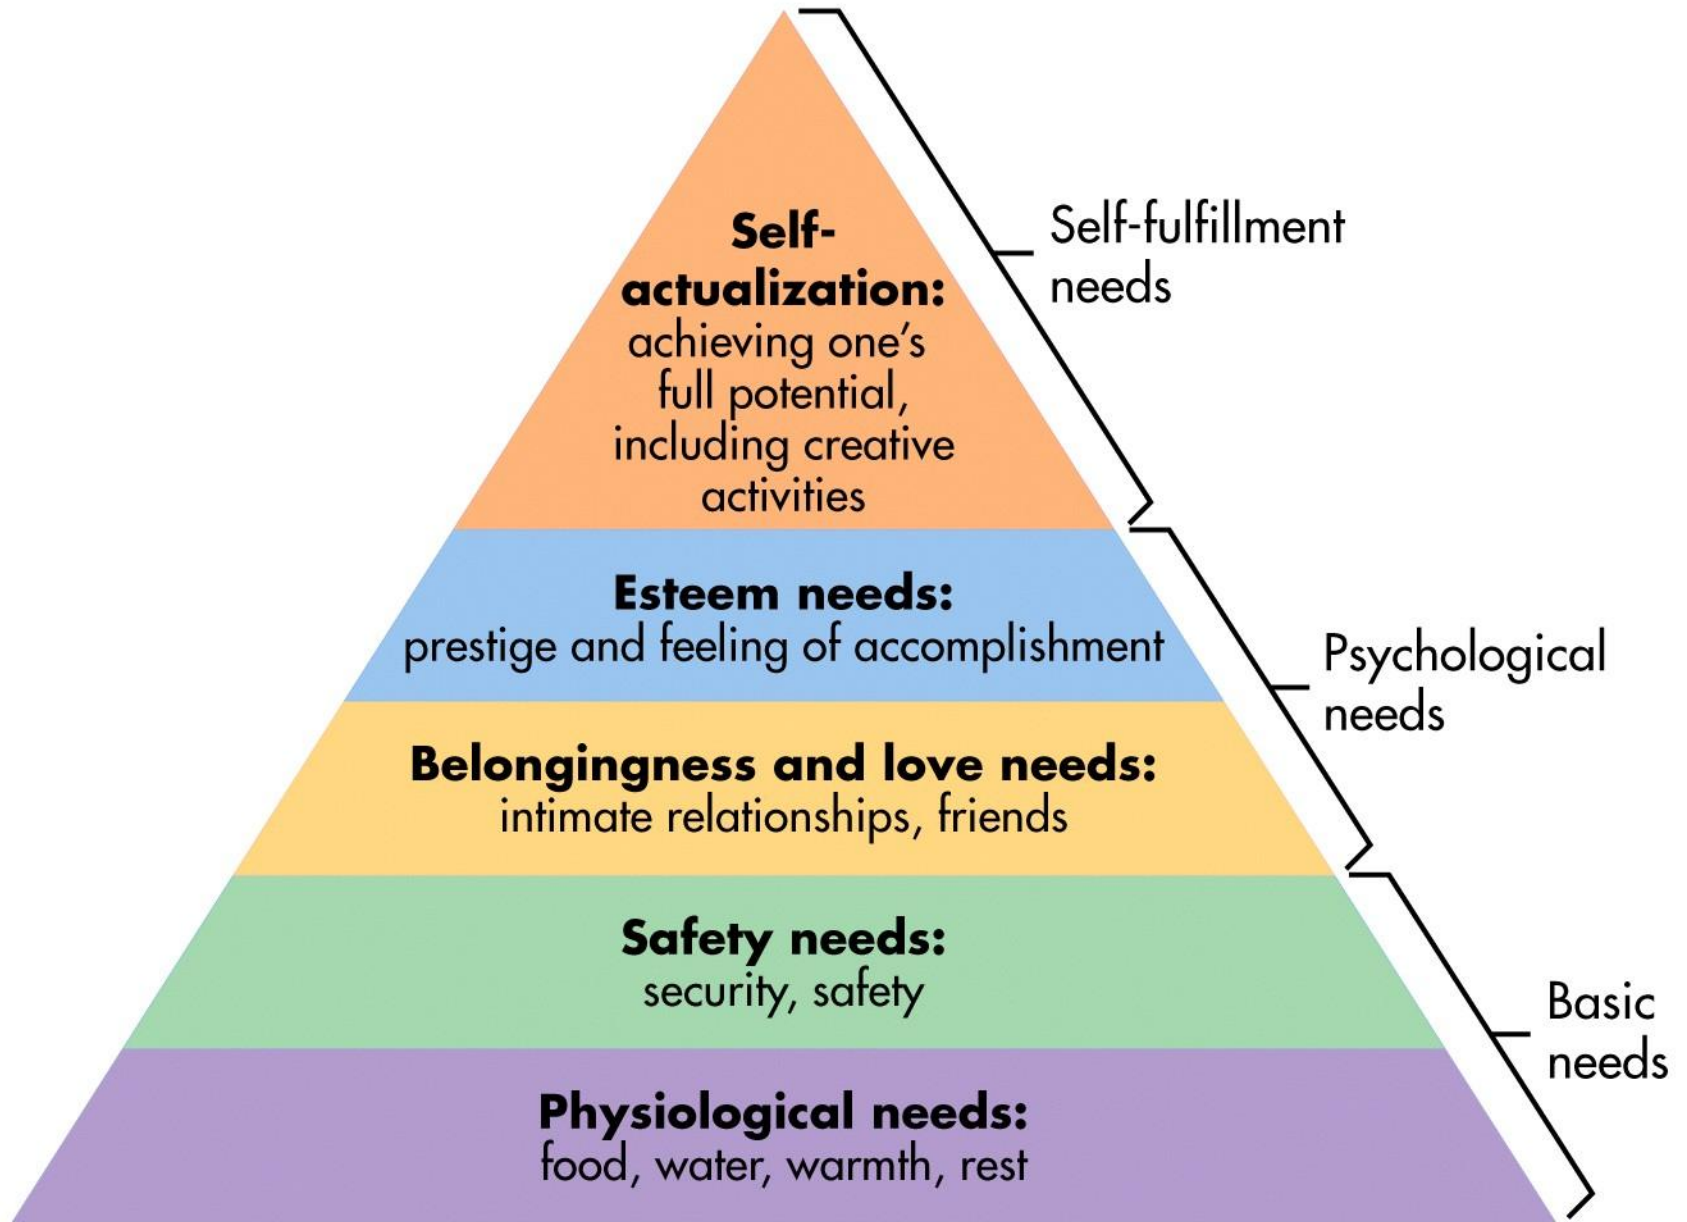 Self-
actualization:
achieving one's
full potential,
including creative
activities
Self-fulfillment
needs
Esteem needs:
prestige and feeling of accomplishment
Belongingness and love needs:
intimate relationships, friends
Psychological
needs
Safety needs:
security, safety
Physiological needs:
food, water, warmth, rest
Basic
needs